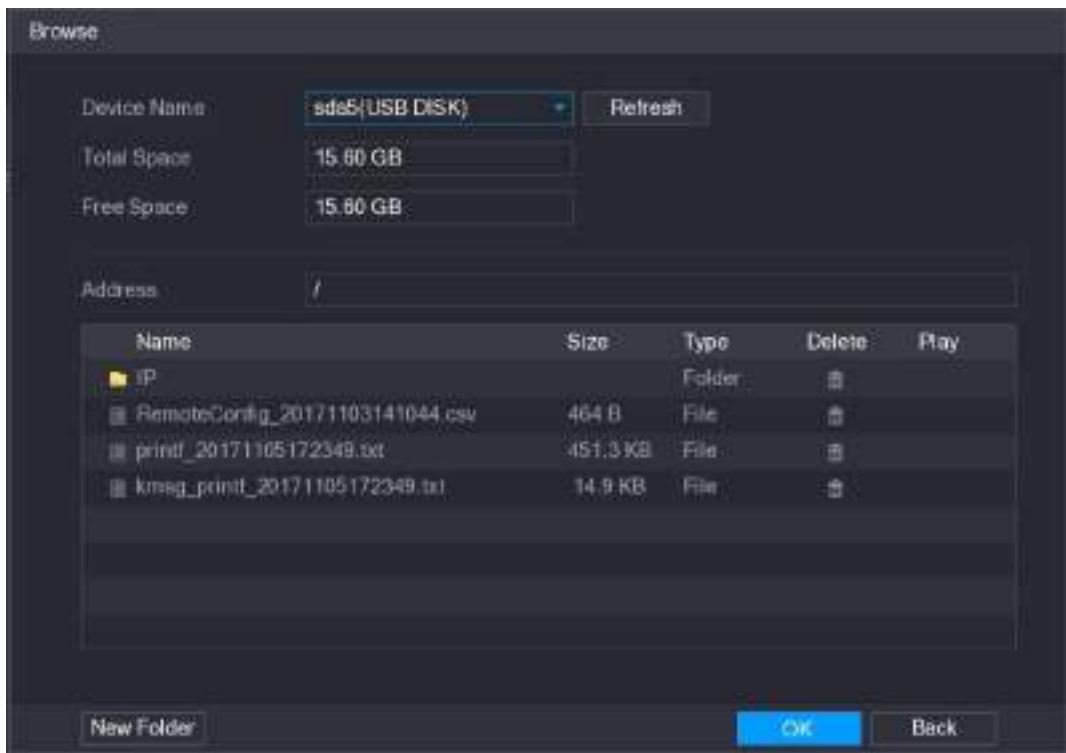 Browse
Device Name sda5(USB DISK) Refresh
Total Space 15.60 GB
Free Space 15.60 GB
Address /
Name Size Type Delete Play
IP Folder
RemoteConfig_20171103141044.csv 464 B File
printf_20171105172349.txt 451.3 KB File
kmsg_printf_20171105172349.txt 14.9 KB File
New Folder OK Back